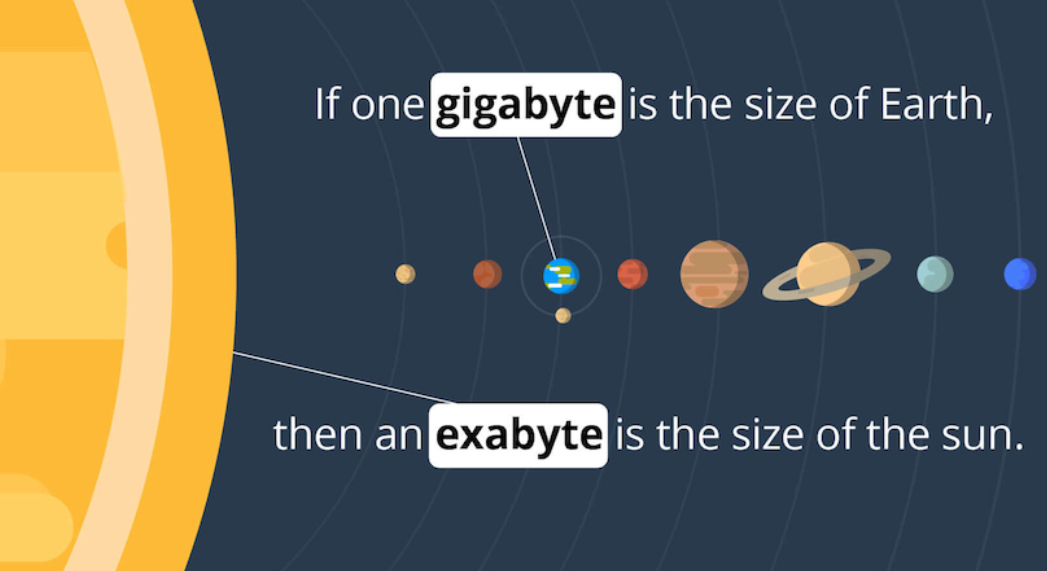 If one gigabyte is the size of Earth,
then an exabyte is the size of the sun.